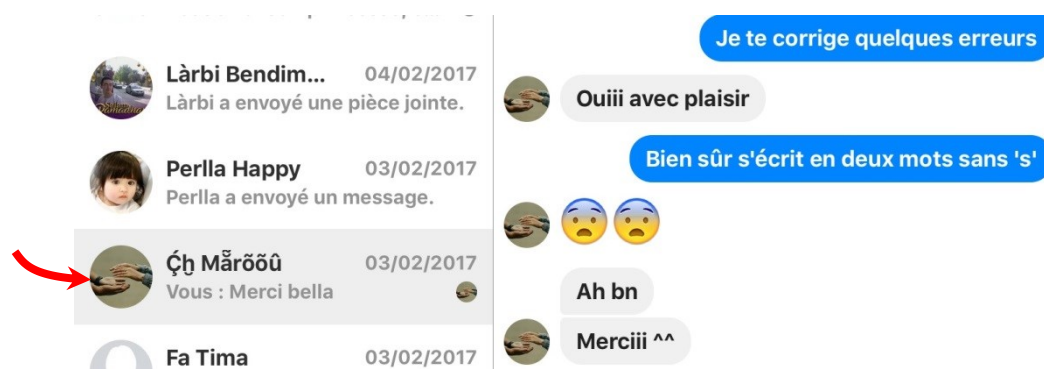 Làrbi Bendim... 04/02/2017
Làrbi a envoyé une pièce jointe.
Perlla Happy 03/02/2017
Perlla a envoyé un message.
Ḉẖ Mẫrõõû 03/02/2017
Vous : Merci bella
Fa Tima 03/02/2017
Je te corrige quelques erreurs
Ouiii avec plaisir
Bien sûr s'écrit en deux mots sans 's'
Ah bn
Merciii ^^